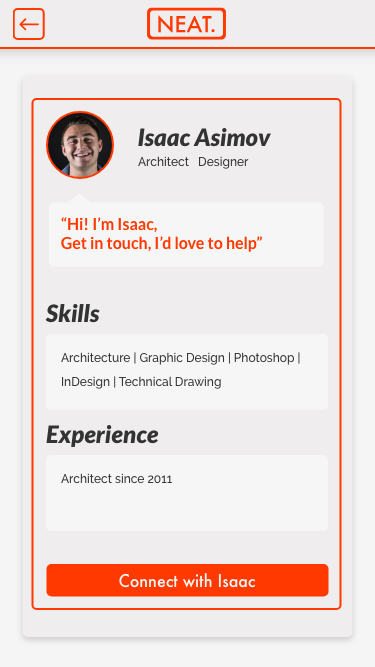 NEAT.
Isaac Asimov
Architect Designer
“Hi! I’m Isaac,
Get in touch, I’d love to help”
Skills
Architecture | Graphic Design | Photoshop |
InDesign | Technical Drawing
Experience
Architect since 2011
Connect with Isaac